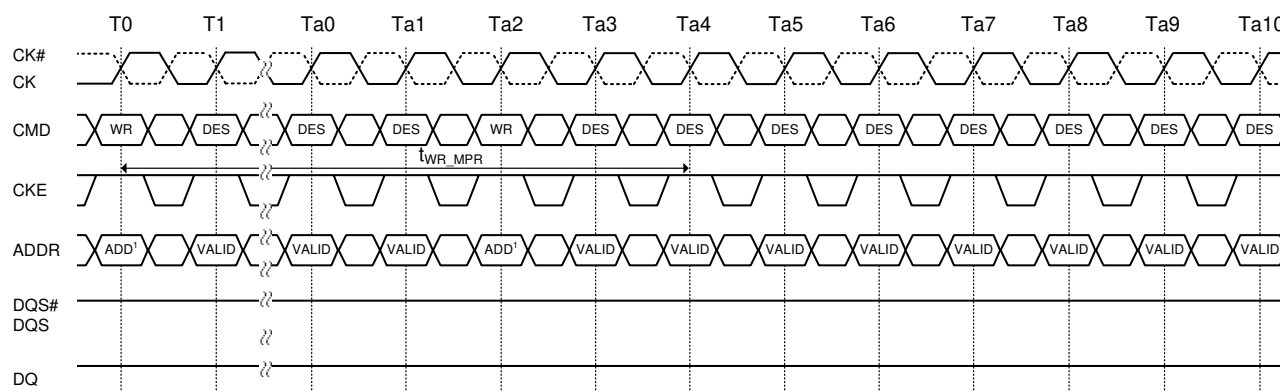 T0 T1 Ta0 Ta1 Ta2 Ta3 Ta4 Ta5 Ta6 Ta7 Ta8 Ta9 Ta10
CK#
CK
CMD WR DES DES DES WR DES DES DES DES DES DES DES DES
tWR_MPR
CKE
ADDR ADD¹ VALID VALID VALID ADD¹ VALID VALID VALID VALID VALID VALID VALID VALID
DQS#
DQS
DQ